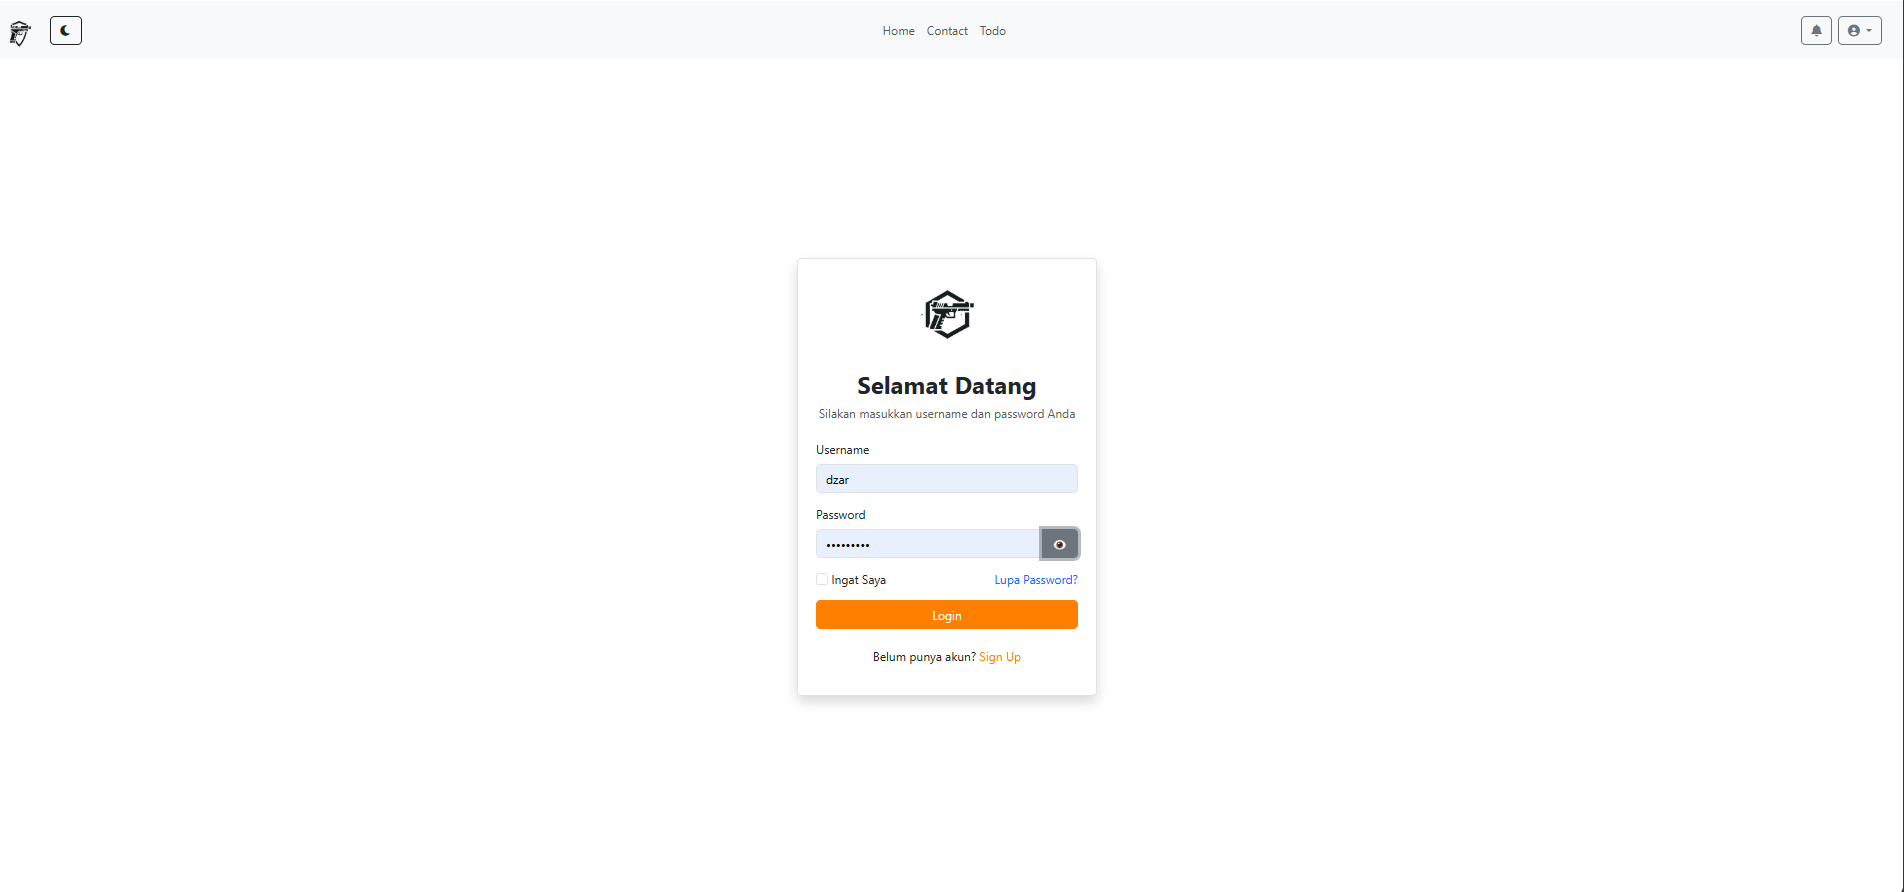 Home Contact Todo
Selamat Datang
Silakan masukkan username dan password Anda
Username
dzar
Password
•••••••••
Ingat Saya Lupa Password?
Login
Belum punya akun? Sign Up